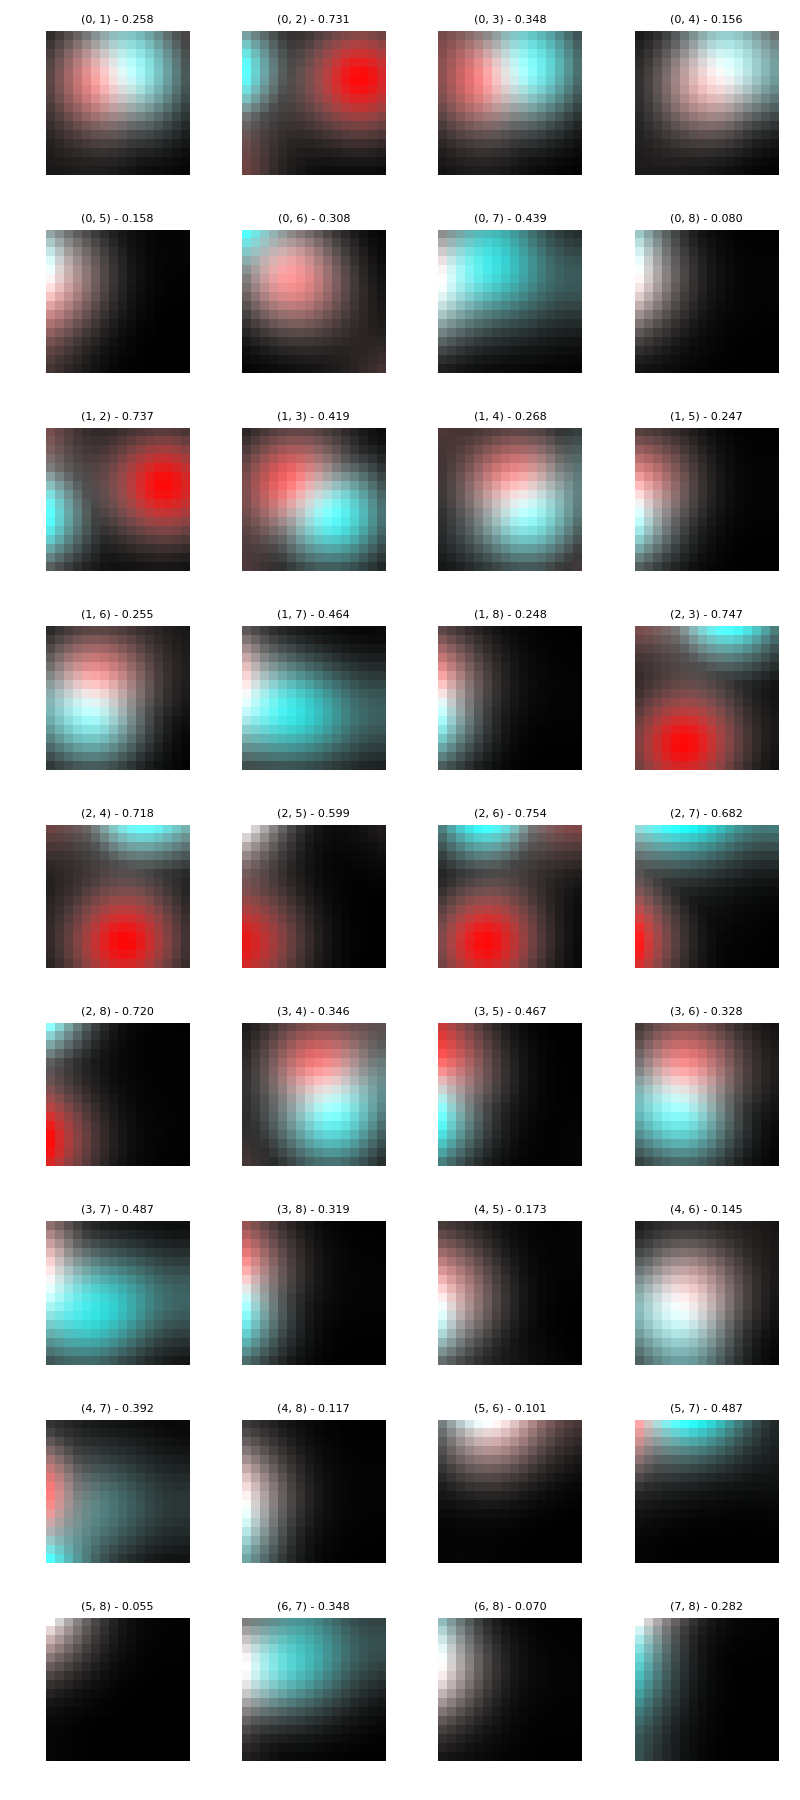 (0, 1) - 0.258 (0, 2) - 0.731 (0, 3) - 0.348 (0, 4) - 0.156
(0, 5) - 0.158 (0, 6) - 0.308 (0, 7) - 0.439 (0, 8) - 0.080
(1, 2) - 0.737 (1, 3) - 0.419 (1, 4) - 0.268 (1, 5) - 0.247
(1, 6) - 0.255 (1, 7) - 0.464 (1, 8) - 0.248 (2, 3) - 0.747
(2, 4) - 0.718 (2, 5) - 0.599 (2, 6) - 0.754 (2, 7) - 0.682
(2, 8) - 0.720 (3, 4) - 0.346 (3, 5) - 0.467 (3, 6) - 0.328
(3, 7) - 0.487 (3, 8) - 0.319 (4, 5) - 0.173 (4, 6) - 0.145
(4, 7) - 0.392 (4, 8) - 0.117 (5, 6) - 0.101 (5, 7) - 0.487
(5, 8) - 0.055 (6, 7) - 0.348 (6, 8) - 0.070 (7, 8) - 0.282